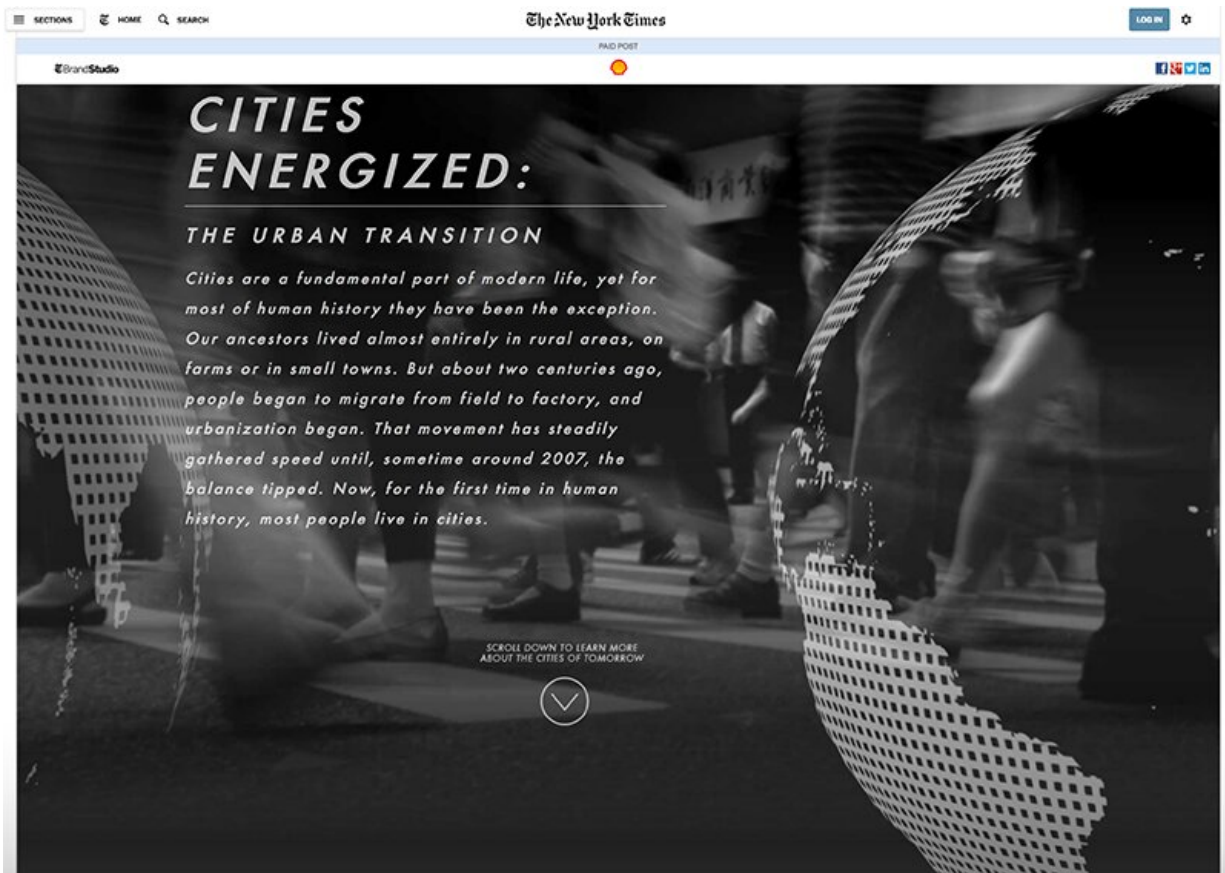 SECTIONS HOME SEARCH The New York Times LOG IN
PAID POST
T BrandStudio
CITIES
ENERGIZED:
THE URBAN TRANSITION
Cities are a fundamental part of modern life, yet for
most of human history they have been the exception.
Our ancestors lived almost entirely in rural areas, on
farms or in small towns. But about two centuries ago,
people began to migrate from field to factory, and
urbanization began. That movement has steadily
gathered speed until, sometime around 2007, the
balance tipped. Now, for the first time in human
history, most people live in cities.
SCROLL DOWN TO LEARN MORE
ABOUT THE CITIES OF TOMORROW